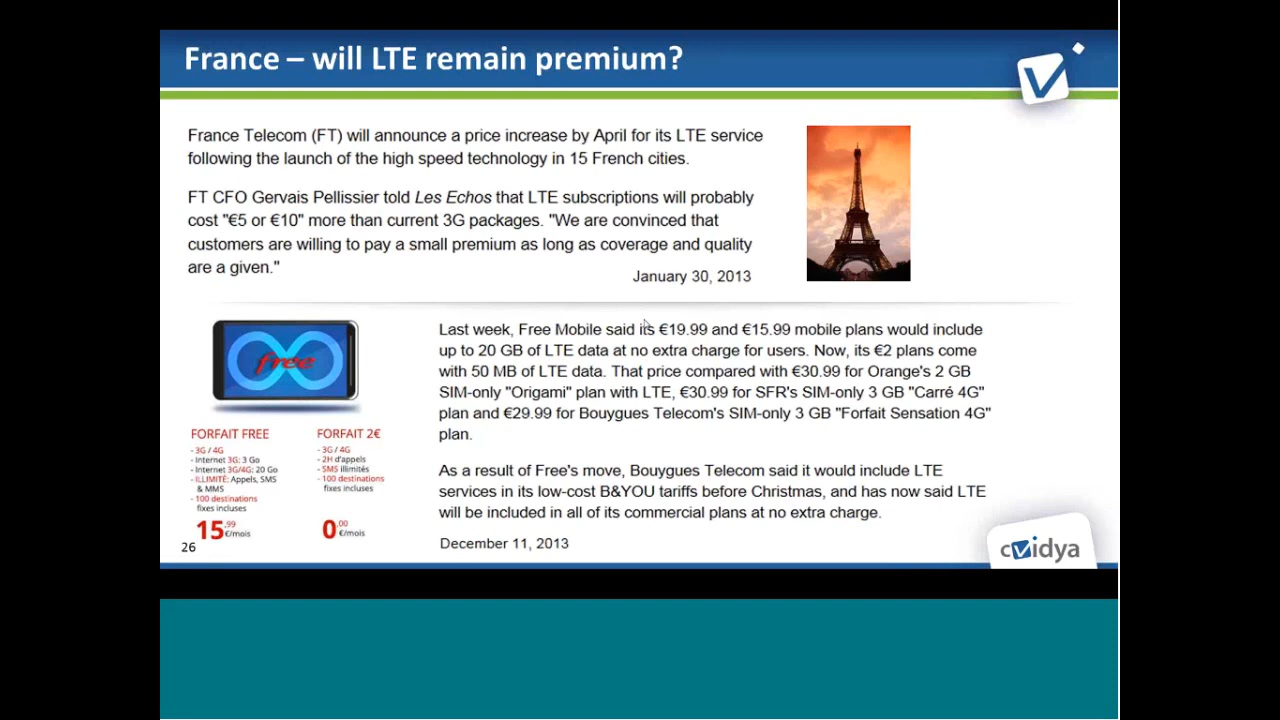 France – will LTE remain premium?
France Telecom (FT) will announce a price increase by April for its LTE service
following the launch of the high speed technology in 15 French cities.
FT CFO Gervais Pellissier told Les Echos that LTE subscriptions will probably
cost "€5 or €10" more than current 3G packages. "We are convinced that
customers are willing to pay a small premium as long as coverage and quality
are a given."
January 30, 2013
free
FORFAIT FREE
- 3G / 4G
- Internet 3G: 3 Go
- Internet 3G/4G: 20 Go
- ILLIMITÉ: Appels, SMS
& MMS
- 100 destinations
fixes incluses
15,99 €/mois
FORFAIT 2€
- 3G / 4G
- 2H d'appels
- SMS illimités
- 100 destinations
fixes incluses
0,00 €/mois
Last week, Free Mobile said its €19.99 and €15.99 mobile plans would include
up to 20 GB of LTE data at no extra charge for users. Now, its €2 plans come
with 50 MB of LTE data. That price compared with €30.99 for Orange's 2 GB
SIM-only "Origami" plan with LTE, €30.99 for SFR's SIM-only 3 GB "Carré 4G"
plan and €29.99 for Bouygues Telecom's SIM-only 3 GB "Forfait Sensation 4G"
plan.
As a result of Free's move, Bouygues Telecom said it would include LTE
services in its low-cost B&YOU tariffs before Christmas, and has now said LTE
will be included in all of its commercial plans at no extra charge.
December 11, 2013
26
cvidya